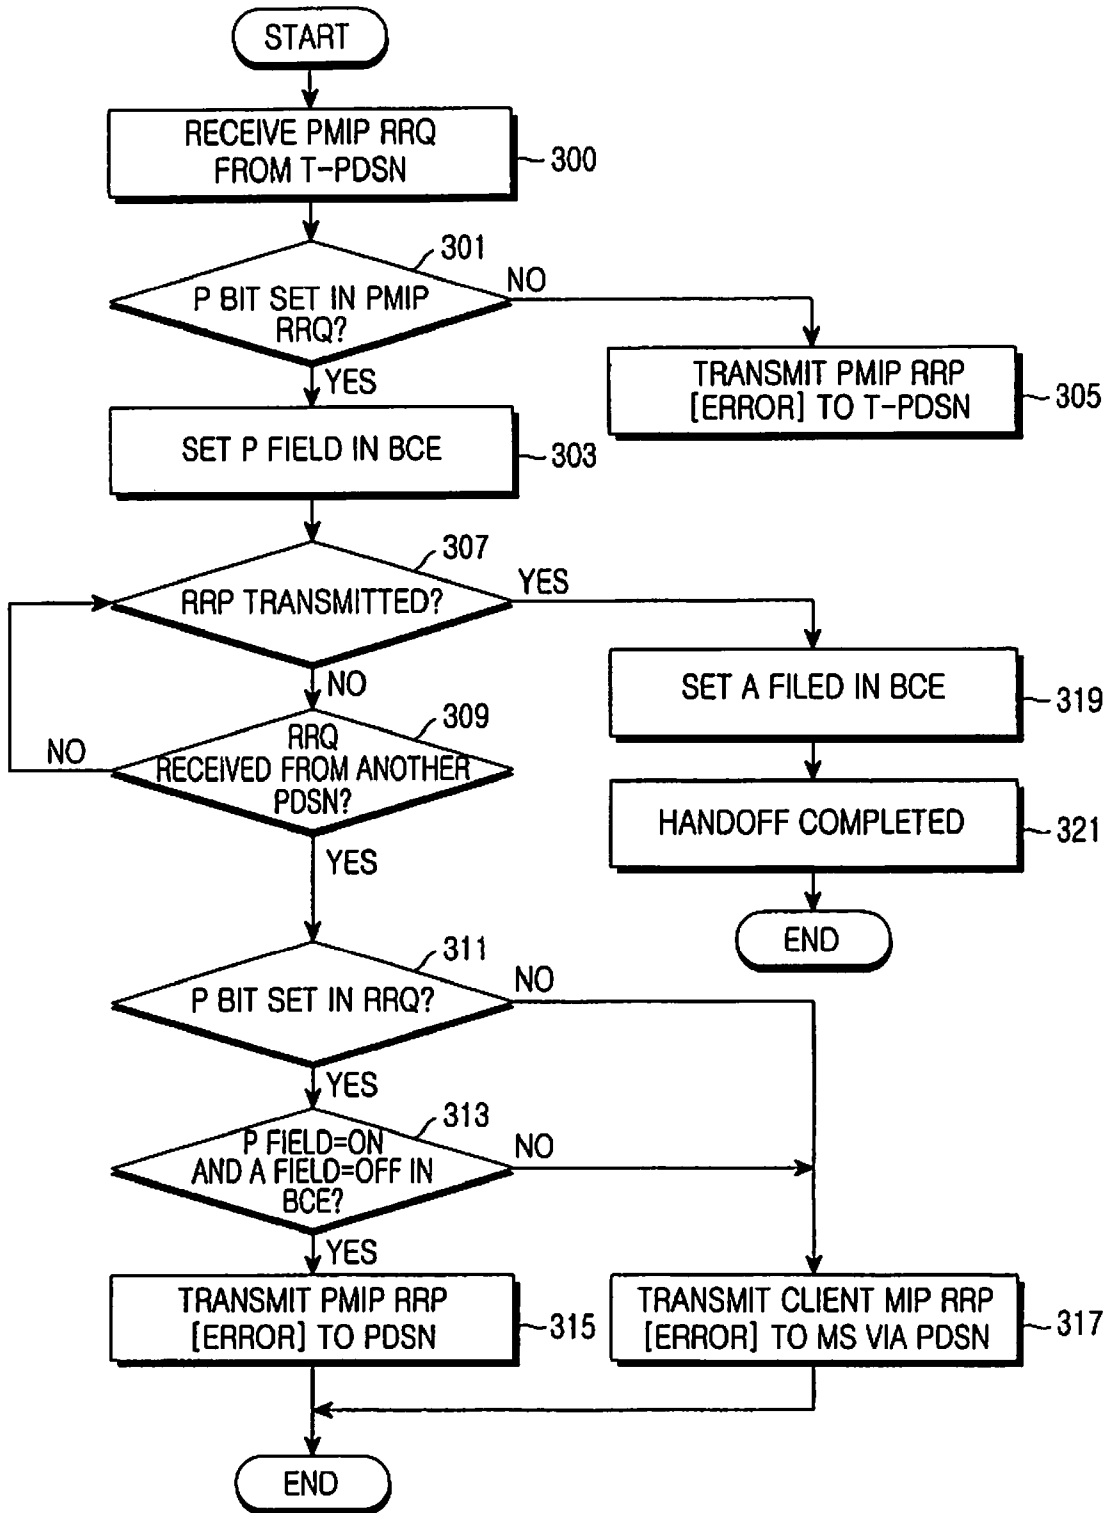 START
RECEIVE PMIP RRQ
FROM T-PDSN
300
301
P BIT SET IN PMIP
RRQ?
NO
YES
TRANSMIT PMIP RRP
[ERROR] TO T-PDSN
305
SET P FIELD IN BCE
303
307
RRP TRANSMITTED?
YES
NO
SET A FILED IN BCE
319
309
RRQ
RECEIVED FROM ANOTHER
PDSN?
NO
YES
HANDOFF COMPLETED
321
END
311
P BIT SET IN RRQ?
NO
YES
313
P FIELD=ON
AND A FIELD=OFF IN
BCE?
NO
YES
TRANSMIT PMIP RRP
[ERROR] TO PDSN
315
TRANSMIT CLIENT MIP RRP
[ERROR] TO MS VIA PDSN
317
END